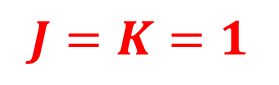 J = K = 1